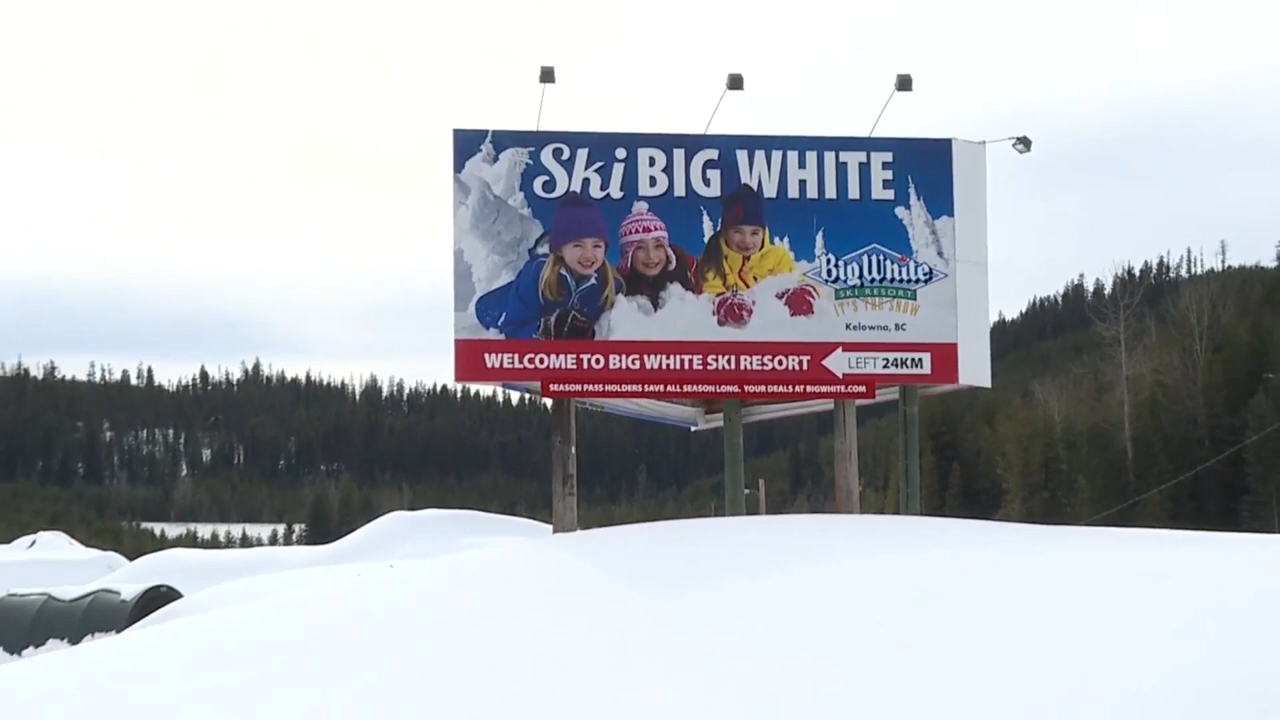 Ski BIG WHITE
Big White
SKI RESORT
IT'S THE SNOW
Kelowna, BC
WELCOME TO BIG WHITE SKI RESORT LEFT 24KM
SEASON PASS HOLDERS SAVE ALL SEASON LONG. YOUR DEALS AT BIGWHITE.COM